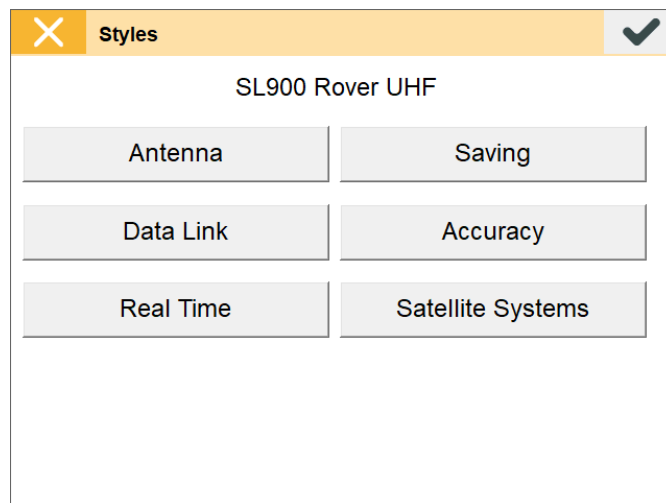 Styles
SL900 Rover UHF
Antenna
Saving
Data Link
Accuracy
Real Time
Satellite Systems